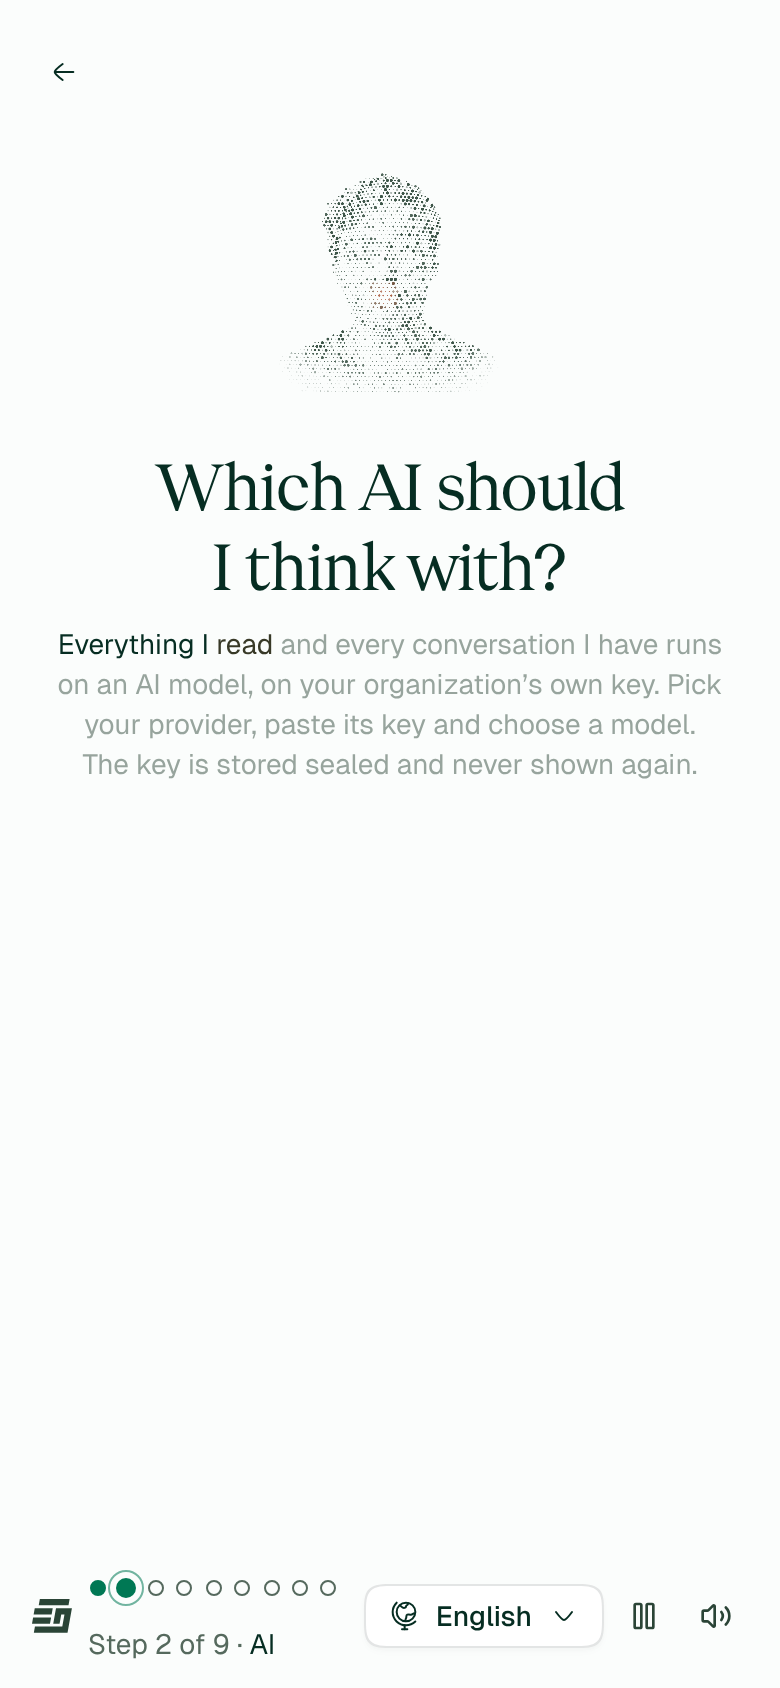 Which AI should
I think with?
Everything I read and every conversation I have runs
on an AI model, on your organization’s own key. Pick
your provider, paste its key and choose a model.
The key is stored sealed and never shown again.
Step 2 of 9 · AI
English